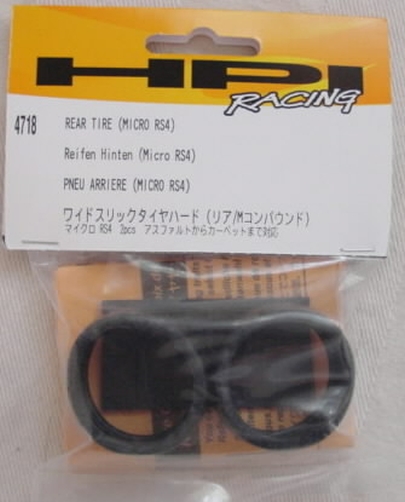 HPI
RACING
4718 REAR TIRE (MICRO RS4)
Reifen Hinten (Micro RS4)
PNEU ARRIERE (MICRO RS4)
ワイドスリックタイヤハード (リア/Mコンパウンド)
マイクロ RS4 2pcs アスファルトからカーペットまで対応